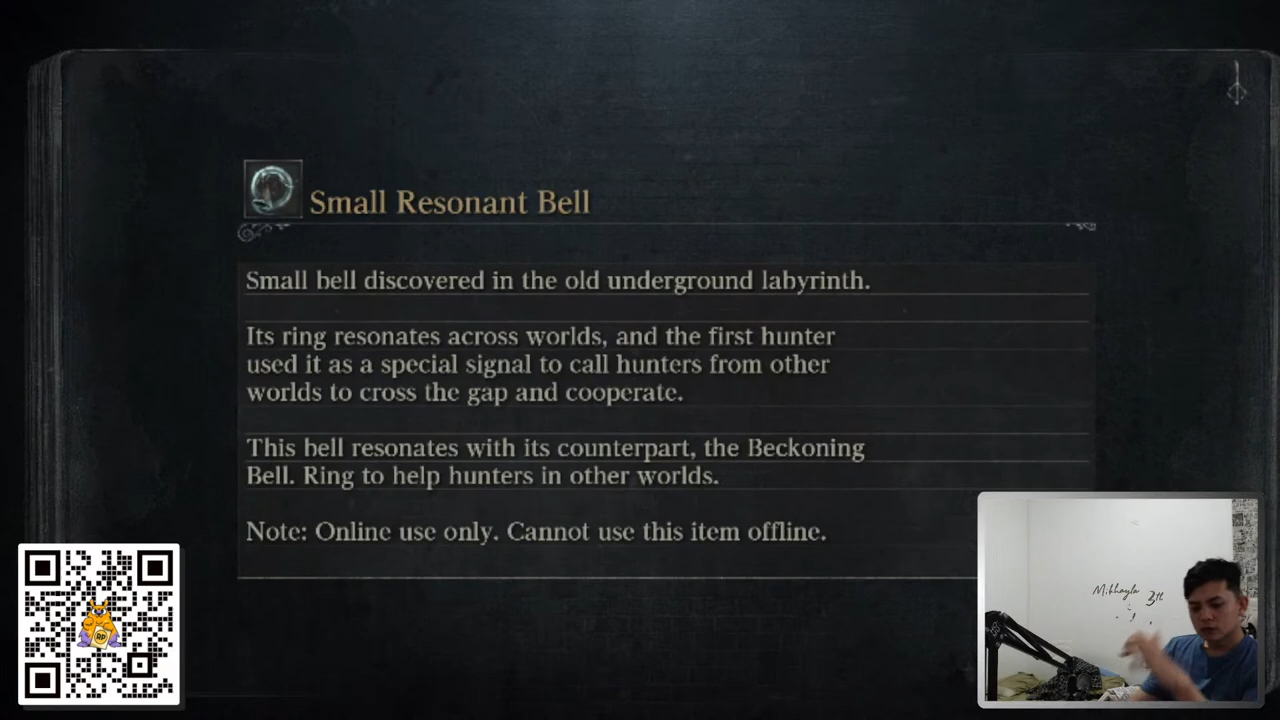 Small Resonant Bell
Small bell discovered in the old underground labyrinth.
Its ring resonates across worlds, and the first hunter
used it as a special signal to call hunters from other
worlds to cross the gap and cooperate.
This bell resonates with its counterpart, the Beckoning
Bell. Ring to help hunters in other worlds.
Note: Online use only. Cannot use this item offline.
Mikhayla 3th
RP